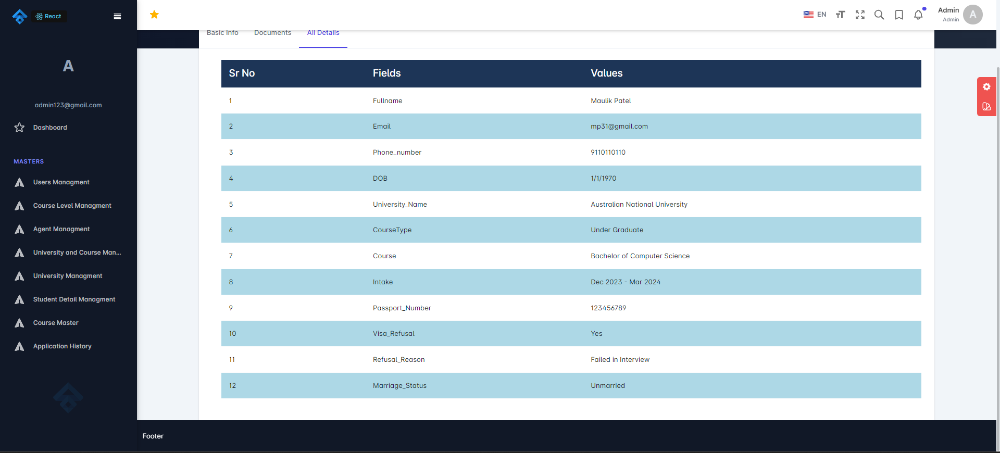 React
A
admin123@gmail.com
Dashboard
MASTERS
Users Managment
Course Level Managment
Agent Managment
University and Course Man...
University Managment
Student Detail Managment
Course Master
Application History
EN
Admin
Admin
A
Basic Info Documents All Details
Sr No Fields Values
1 Fullname Maulik Patel
2 Email mp31@gmail.com
3 Phone_number 9110110110
4 DOB 1/1/1970
5 University_Name Australian National University
6 CourseType Under Graduate
7 Course Bachelor of Computer Science
8 Intake Dec 2023 - Mar 2024
9 Passport_Number 123456789
10 Visa_Refusal Yes
11 Refusal_Reason Failed in Interview
12 Marriage_Status Unmarried
Footer